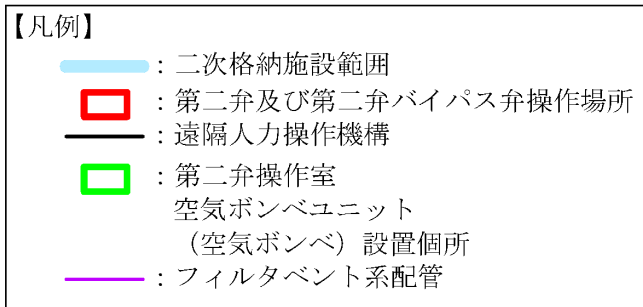 【凡例】
：二次格納施設範囲
：第二弁及び第二弁バイパス弁操作場所
：遠隔人力操作機構
：第二弁操作室
空気ボンベユニット
（空気ボンベ）設置個所
：フィルタベント系配管